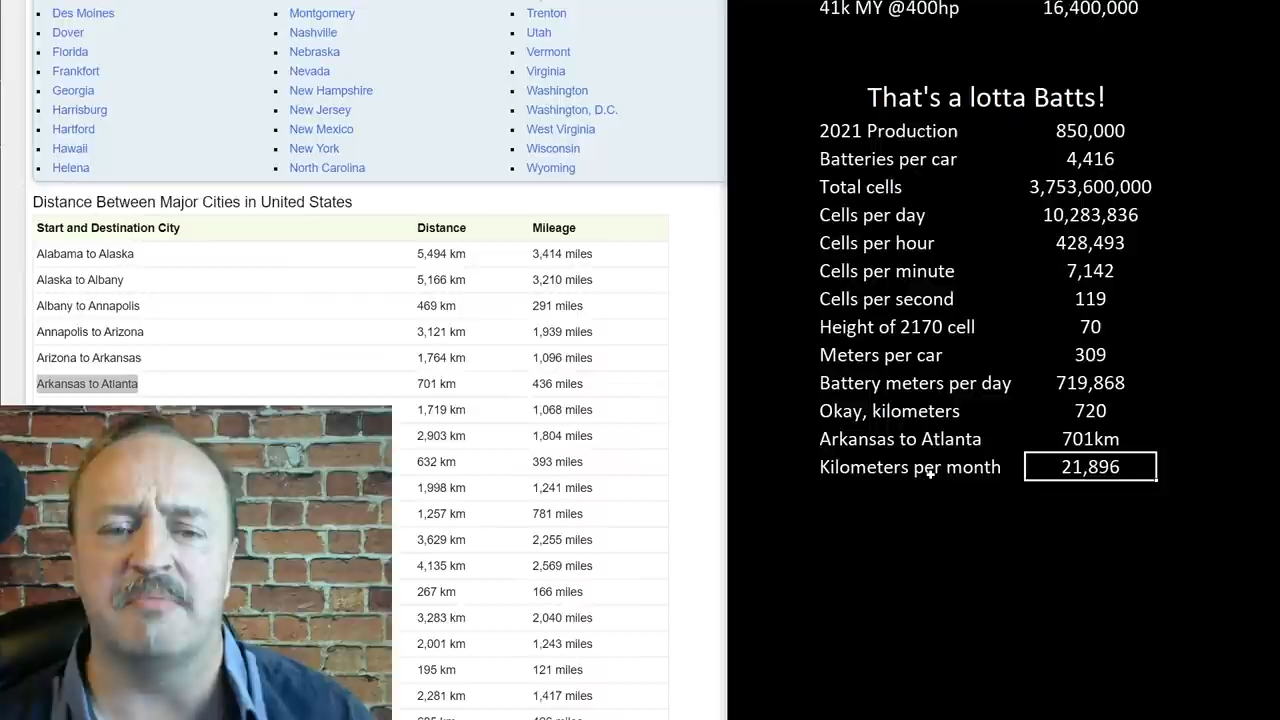 Des Moines
Montgomery
Trenton
Dover
Nashville
Utah
Florida
Nebraska
Vermont
Frankfort
Nevada
Virginia
Georgia
New Hampshire
Washington
Harrisburg
New Jersey
Washington, D.C.
Hartford
New Mexico
West Virginia
Hawaii
New York
Wisconsin
Helena
North Carolina
Wyoming
Distance Between Major Cities in United States
Start and Destination City Distance Mileage
Alabama to Alaska 5,494 km 3,414 miles
Alaska to Albany 5,166 km 3,210 miles
Albany to Annapolis 469 km 291 miles
Annapolis to Arizona 3,121 km 1,939 miles
Arizona to Arkansas 1,764 km 1,096 miles
Arkansas to Atlanta 701 km 436 miles
1,719 km 1,068 miles
2,903 km 1,804 miles
632 km 393 miles
1,998 km 1,241 miles
1,257 km 781 miles
3,629 km 2,255 miles
4,135 km 2,569 miles
267 km 166 miles
3,283 km 2,040 miles
2,001 km 1,243 miles
195 km 121 miles
2,281 km 1,417 miles
41k MY @400hp 16,400,000
That's a lotta Batts!
2021 Production 850,000
Batteries per car 4,416
Total cells 3,753,600,000
Cells per day 10,283,836
Cells per hour 428,493
Cells per minute 7,142
Cells per second 119
Height of 2170 cell 70
Meters per car 309
Battery meters per day 719,868
Okay, kilometers 720
Arkansas to Atlanta 701km
Kilometers per month 21,896